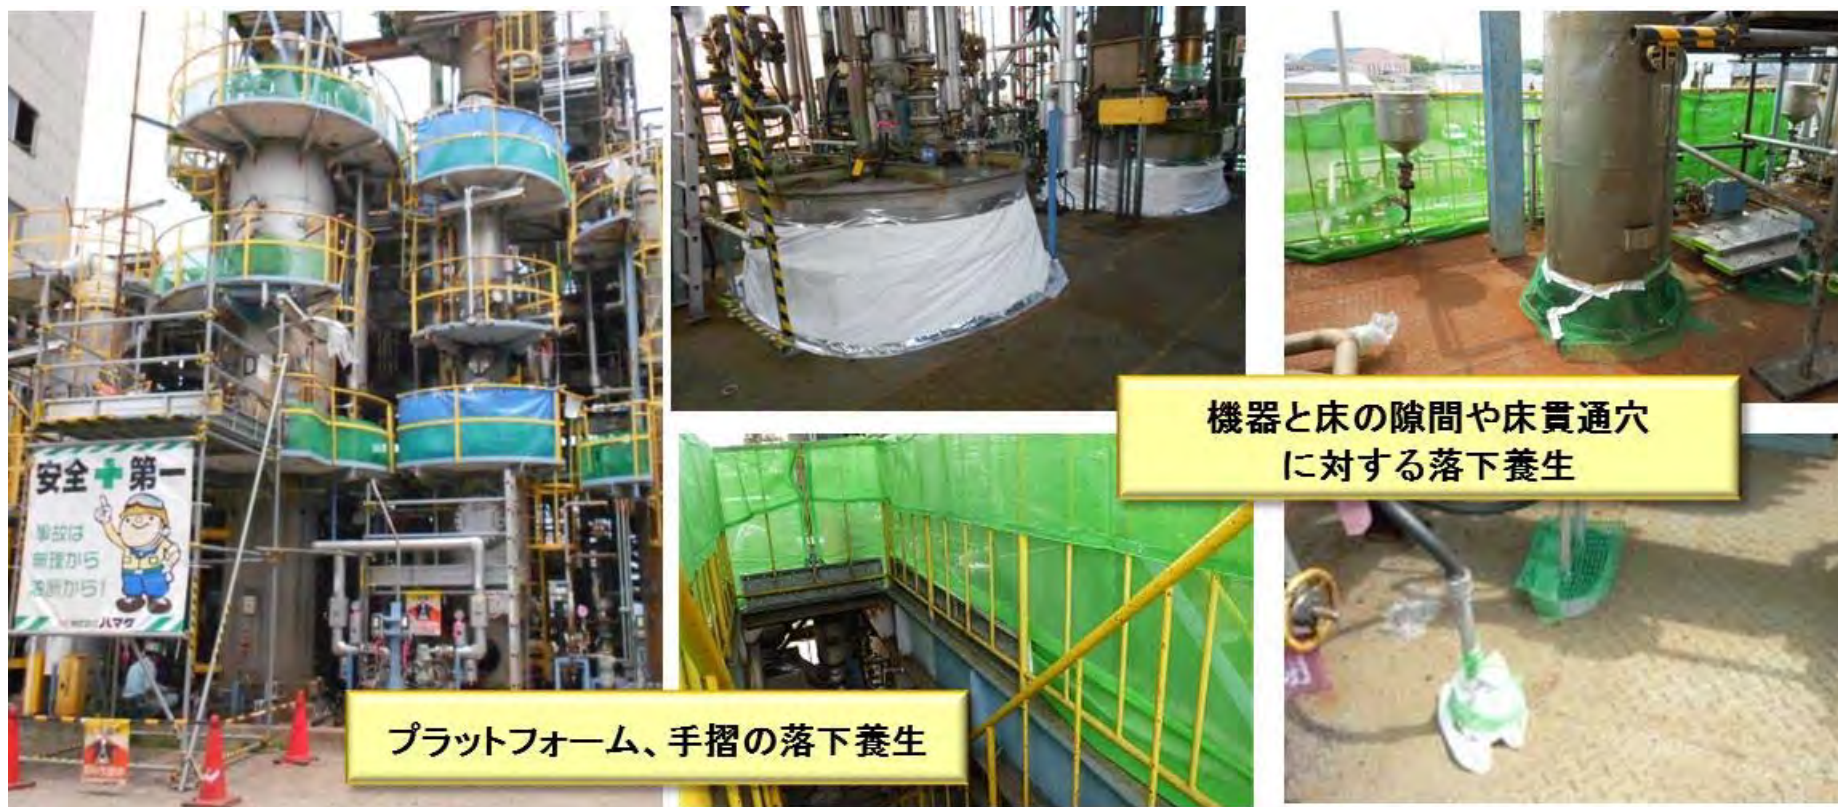 安全 第一
事故は
無理から
油断から!
ハマダ
機器と床の隙間や床貫通穴
に対する落下養生
プラットフォーム、手摺の落下養生